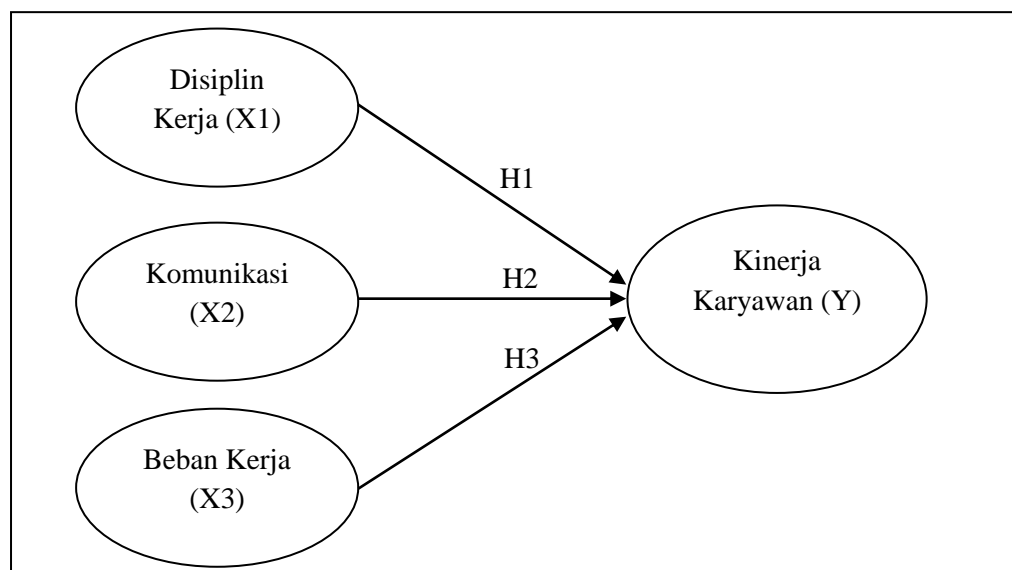 Disiplin
Kerja (X1)
H1
Komunikasi
(X2)
H2
Kinerja
Karyawan (Y)
H3
Beban Kerja
(X3)